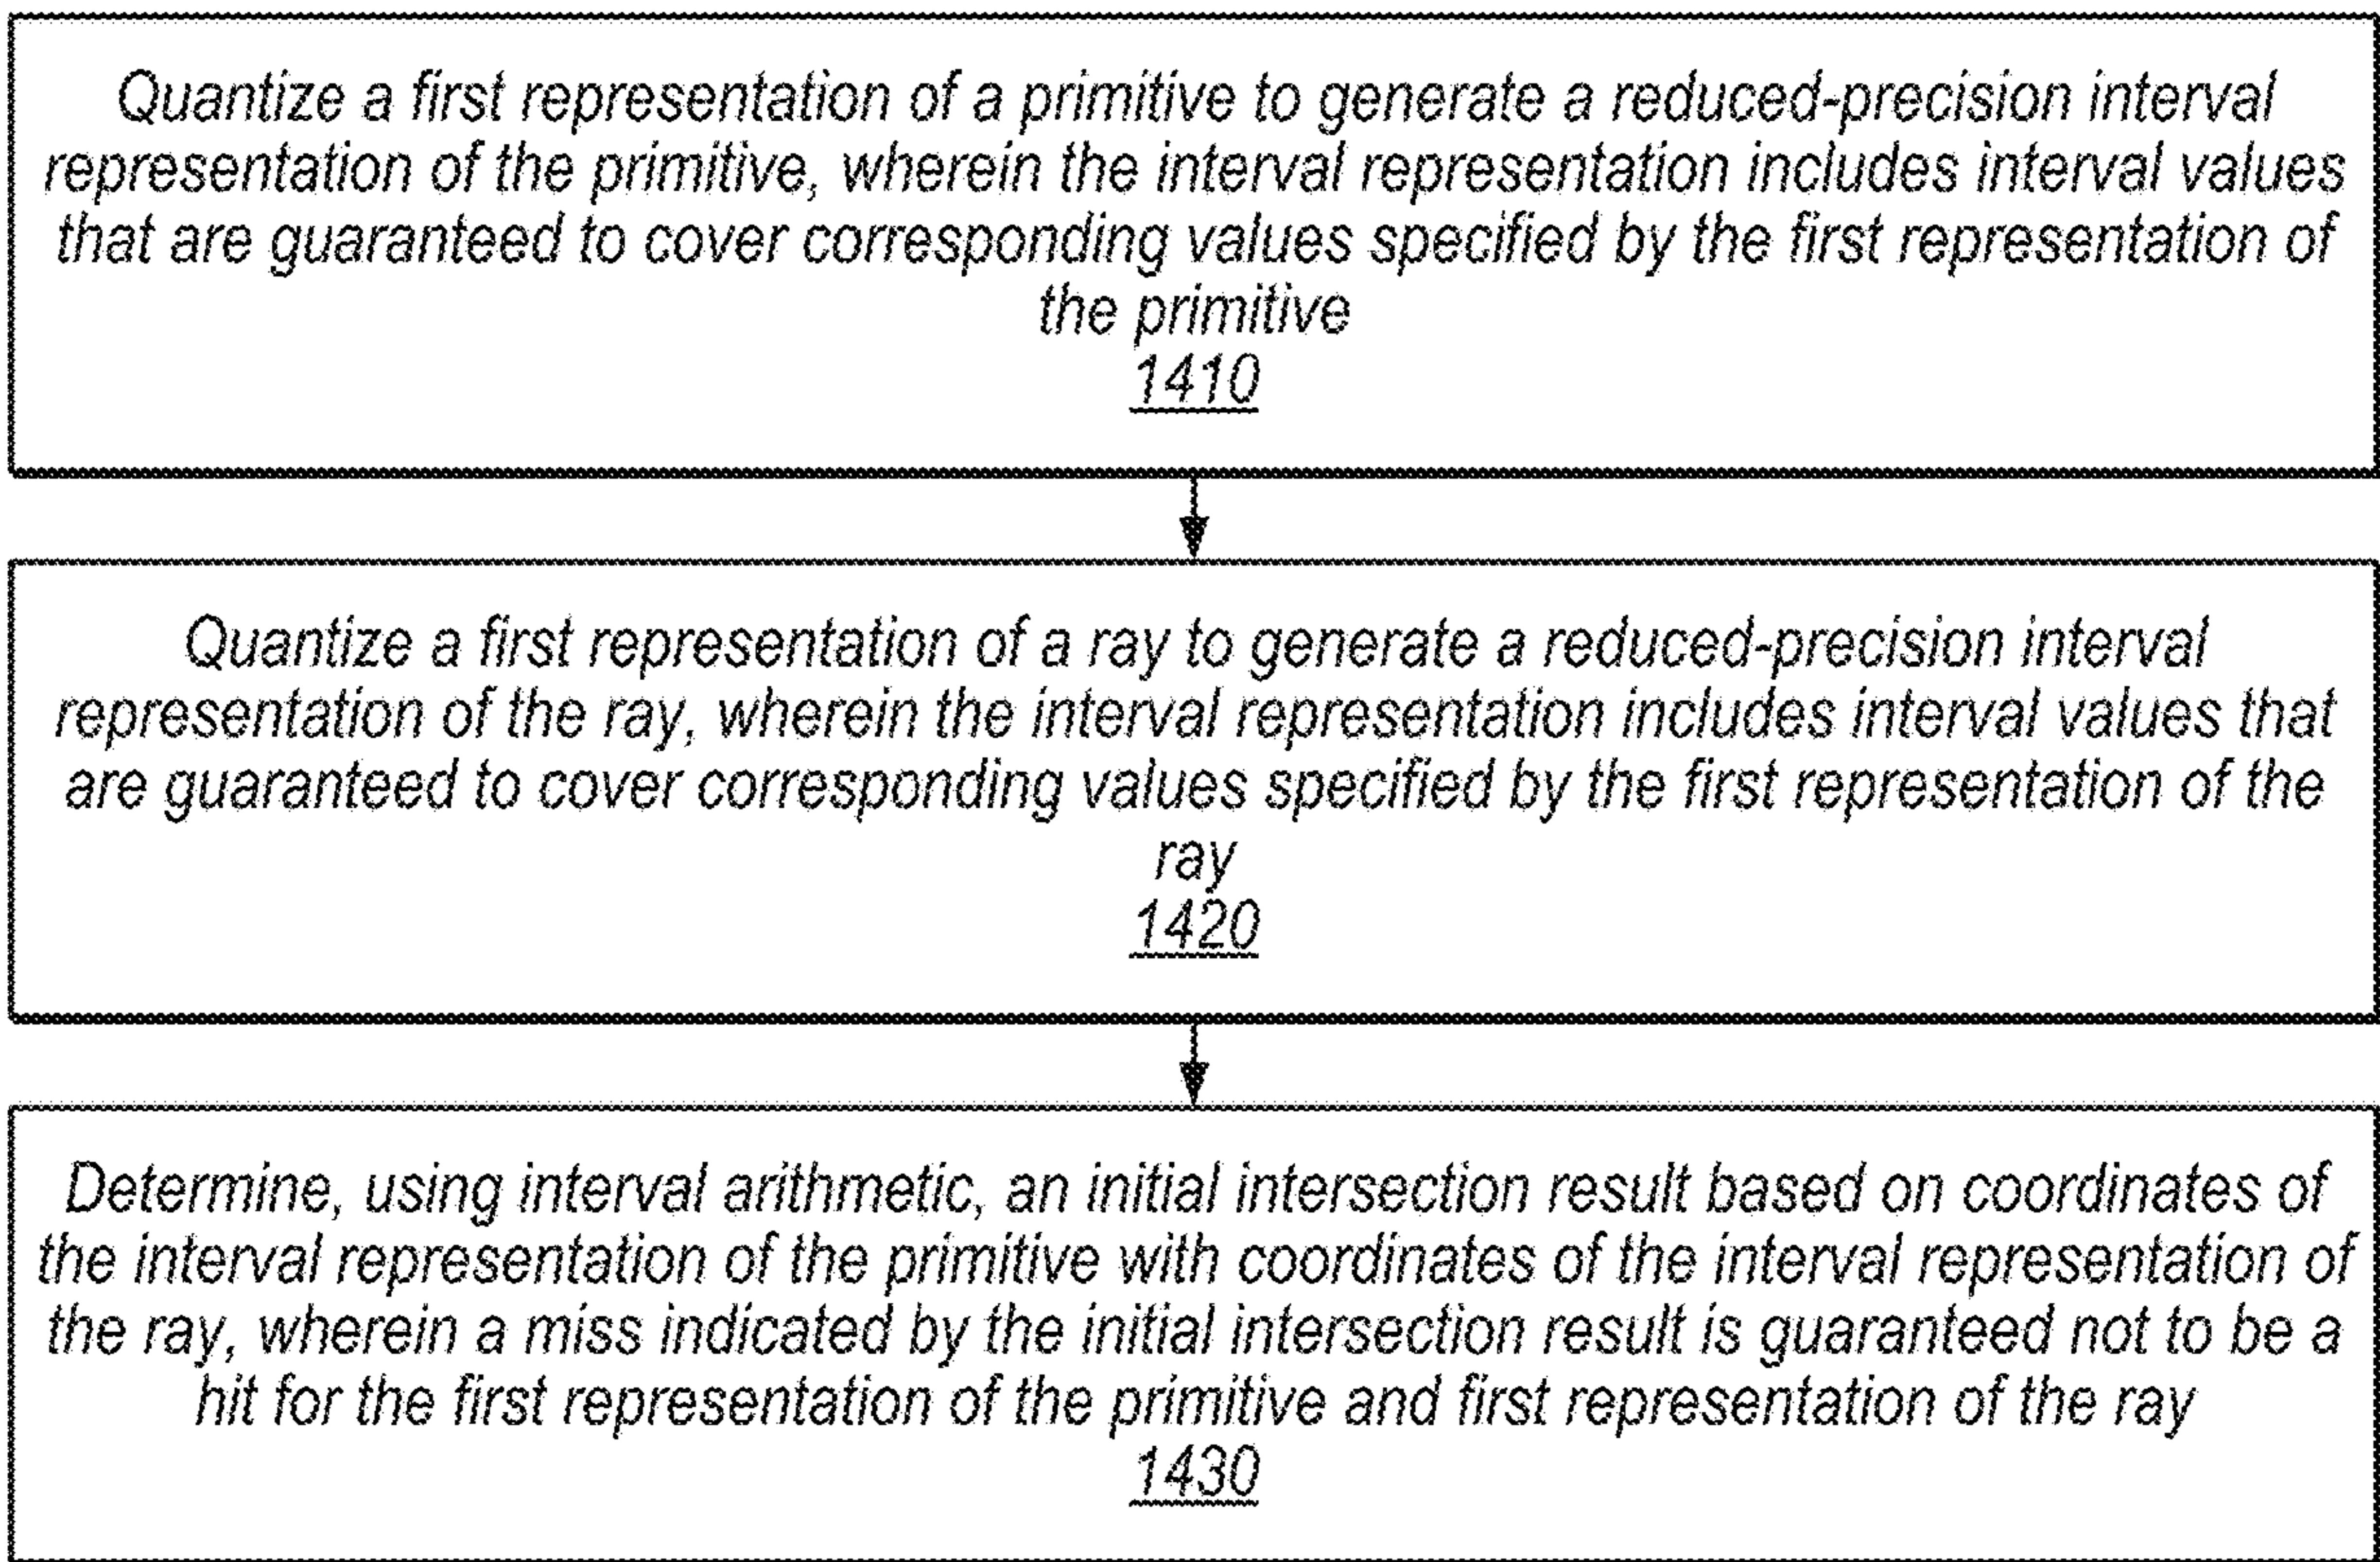 Quantize a first representation of a primitive to generate a reduced-precision interval
representation of the primitive, wherein the interval representation includes interval values
that are guaranteed to cover corresponding values specified by the first representation of
the primitive
1410
Quantize a first representation of a ray to generate a reduced-precision interval
representation of the ray, wherein the interval representation includes interval values that
are guaranteed to cover corresponding values specified by the first representation of the
ray
1420
Determine, using interval arithmetic, an initial intersection result based on coordinates of
the interval representation of the primitive with coordinates of the interval representation of
the ray, wherein a miss indicated by the initial intersection result is guaranteed not to be a
hit for the first representation of the primitive and first representation of the ray
1430